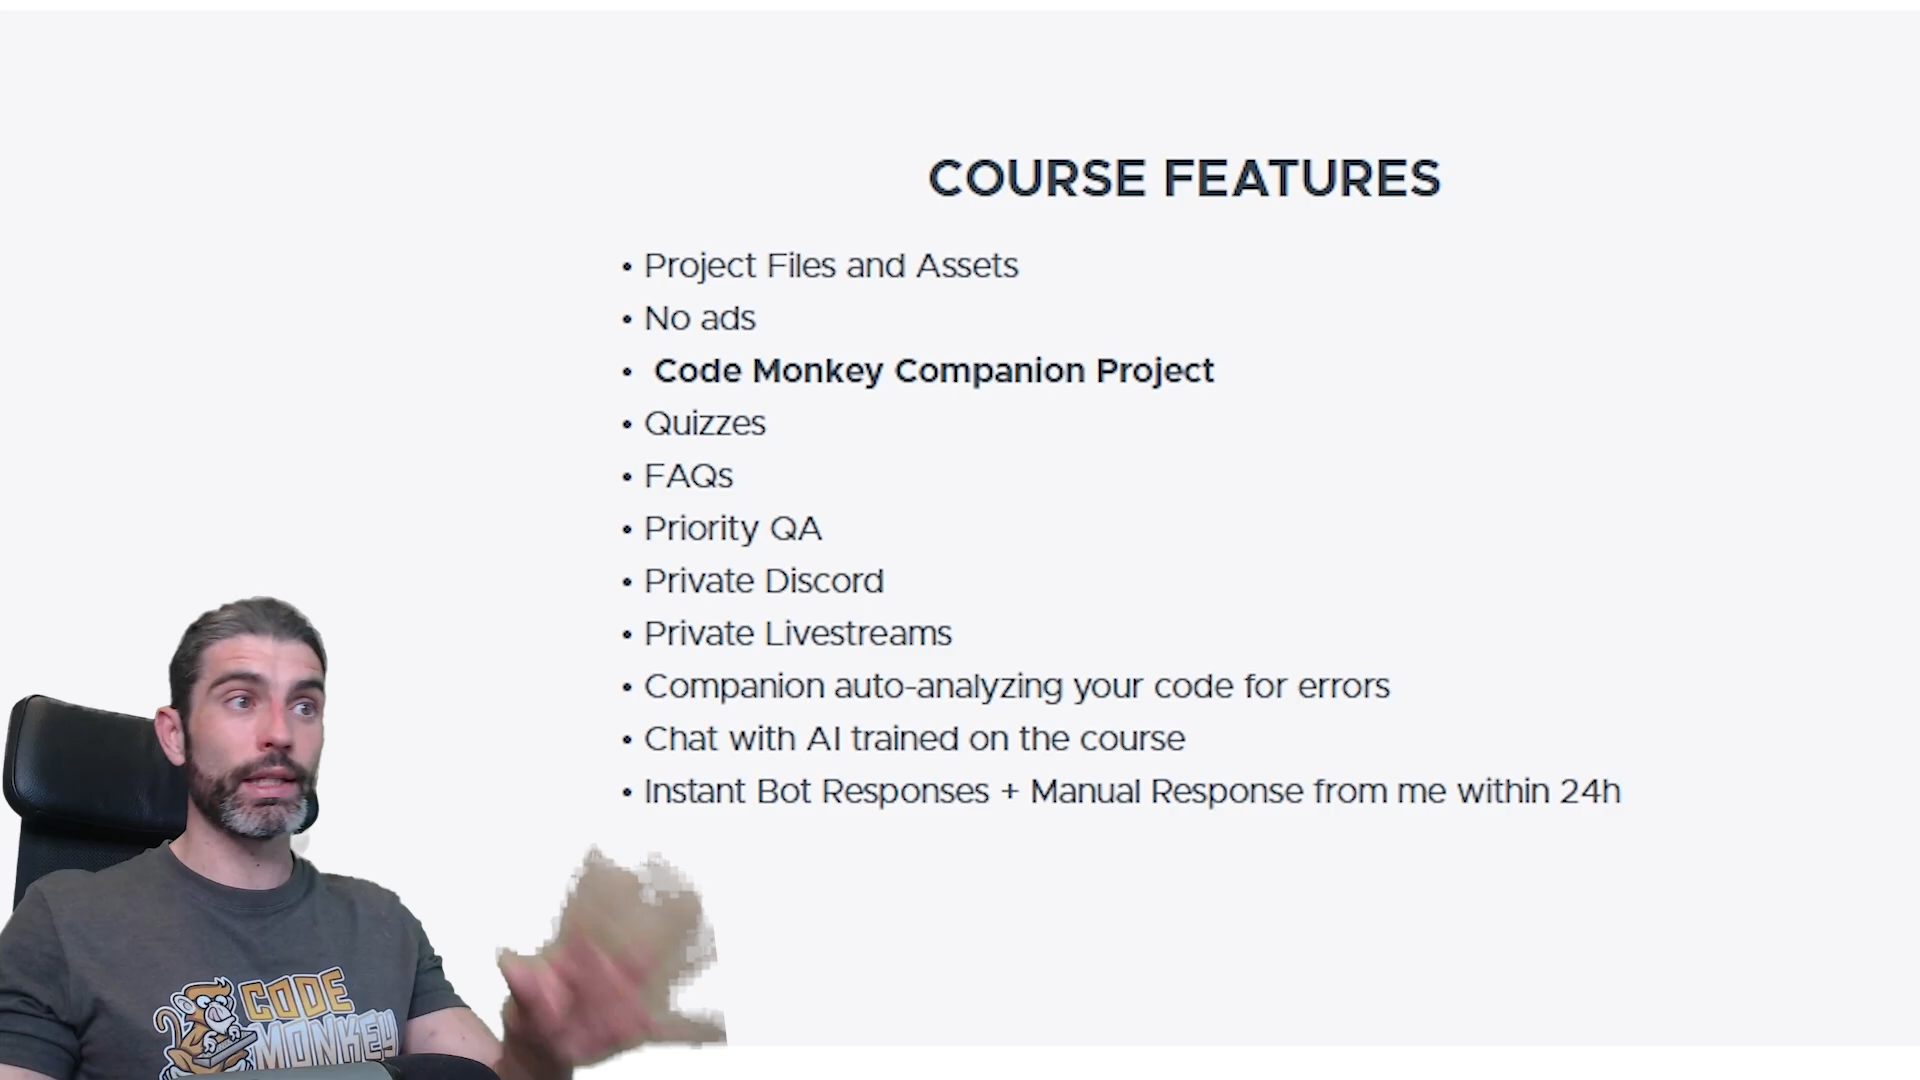 COURSE FEATURES
• Project Files and Assets
• No ads
• Code Monkey Companion Project
• Quizzes
• FAQs
• Priority QA
• Private Discord
• Private Livestreams
• Companion auto-analyzing your code for errors
• Chat with AI trained on the course
• Instant Bot Responses + Manual Response from me within 24h
CODE
MONKEY